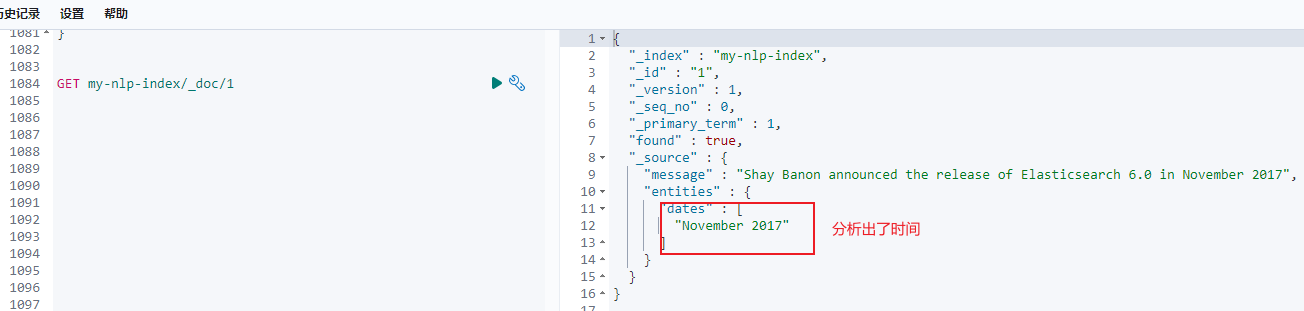 历史记录 设置 帮助
1081 }
1082
1083
1084 GET my-nlp-index/_doc/1
1085
1086
1087
1088
1089
1090
1091
1092
1093
1094
1095
1096
1097
1 {
2 "_index" : "my-nlp-index",
3 "_id" : "1",
4 "_version" : 1,
5 "_seq_no" : 0,
6 "_primary_term" : 1,
7 "found" : true,
8 "_source" : {
9 "message" : "Shay Banon announced the release of Elasticsearch 6.0 in November 2017",
10 "entities" : {
11 "dates" : [
12 "November 2017"
13 ]
14 }
15 }
16 }
17
分析出了时间